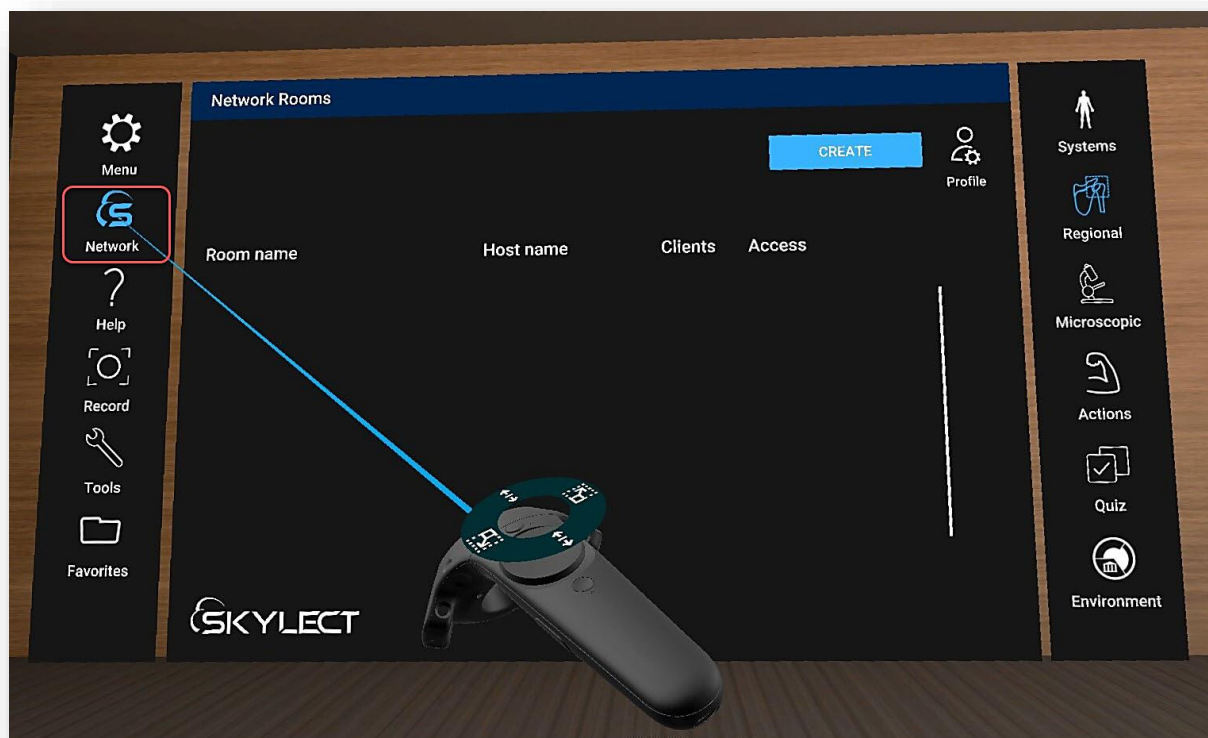 Menu
Network
Help
Record
Tools
Favorites
Network Rooms
CREATE
Profile
Room name Host name Clients Access
SKYLECT
Systems
Regional
Microscopic
Actions
Quiz
Environment